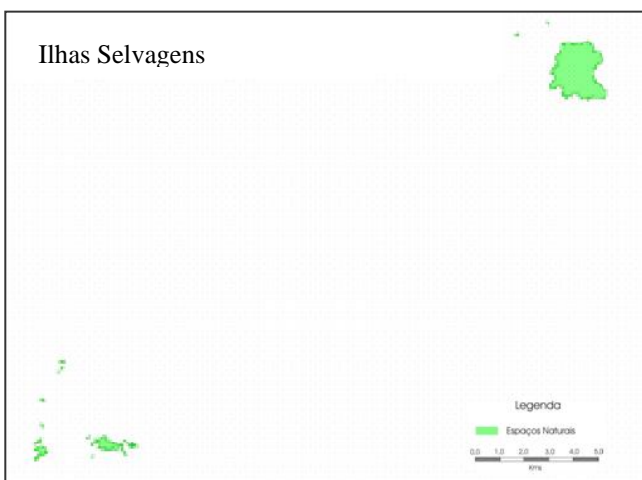 Ilhas Selvagens
Legenda
Espaços Naturais
0,0 1,0 2,0 3,0 4,0 5,0
Kms